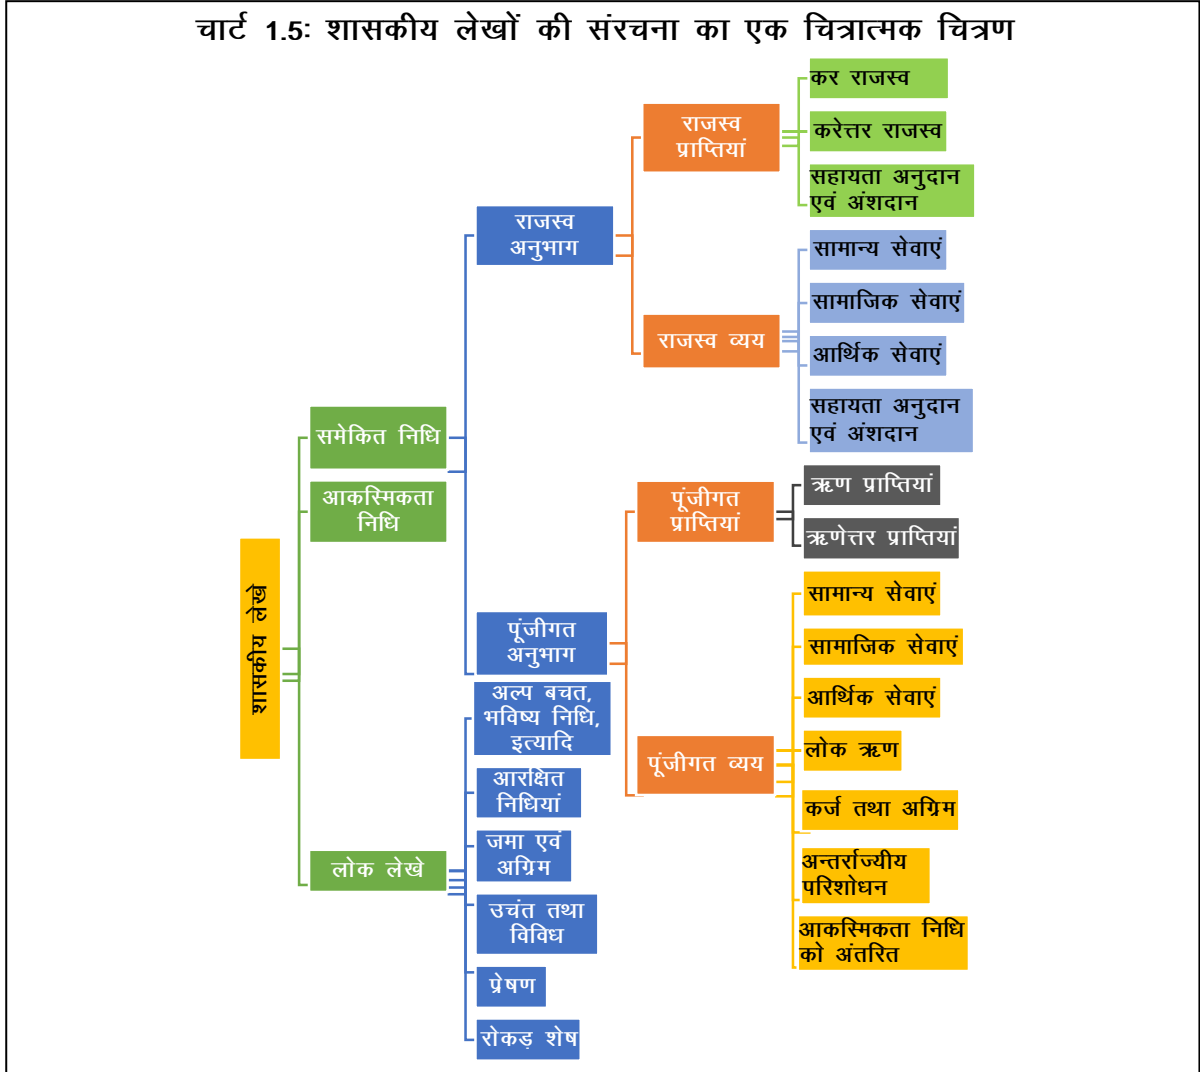 चार्ट 1.5: शासकीय लेखों की संरचना का एक चित्रात्मक चित्रण
शासकीय लेखे
समेकित निधि
आकस्मिकता
निधि
लोक लेखे
राजस्व
अनुभाग
पूंजीगत
अनुभाग
अल्प बचत,
भविष्य निधि,
इत्यादि
आरक्षित
निधियां
जमा एवं
अग्रिम
उचंत तथा
विविध
प्रेषण
रोकड़ शेष
राजस्व
प्राप्तियां
राजस्व व्यय
पूंजीगत
प्राप्तियां
पूंजीगत व्यय
कर राजस्व
करेत्तर राजस्व
सहायता अनुदान
एवं अंशदान
सामान्य सेवाएं
सामाजिक सेवाएं
आर्थिक सेवाएं
सहायता अनुदान
एवं अंशदान
ऋण प्राप्तियां
ऋणेत्तर प्राप्तियां
सामान्य सेवाएं
सामाजिक सेवाएं
आर्थिक सेवाएं
लोक ऋण
कर्ज तथा अग्रिम
अन्तर्राज्यीय
परिशोधन
आकस्मिकता निधि
को अंतरित